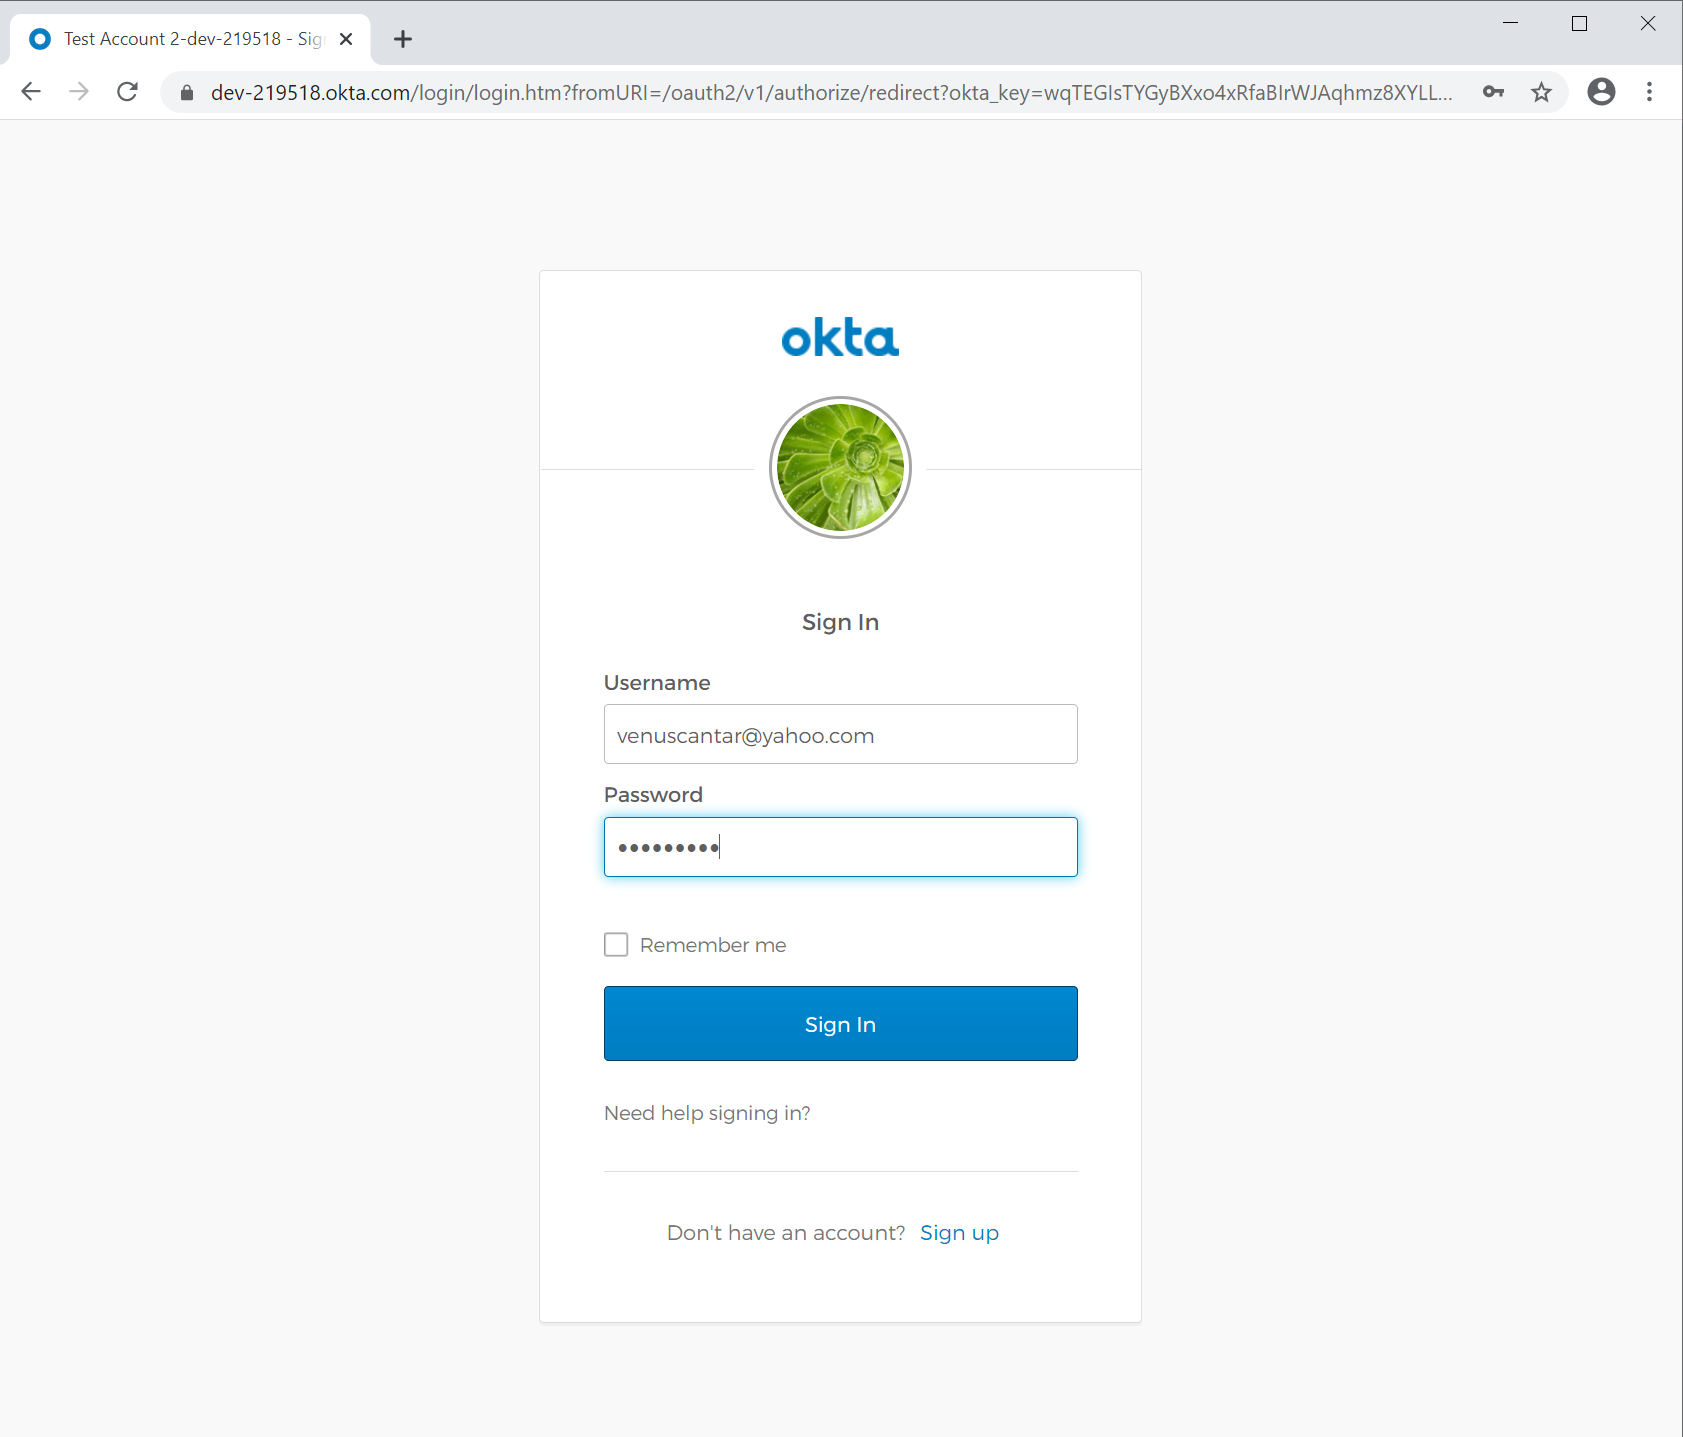 Test Account 2-dev-219518 - Sig
dev-219518.okta.com/login/login.htm?fromURI=/oauth2/v1/authorize/redirect?okta_key=wqTEGIsTYGyBXxo4xRfaBIrWJAqhmz8XYLL...
okta
Sign In
Username
venuscantar@yahoo.com
Password
Remember me
Sign In
Need help signing in?
Don't have an account? Sign up